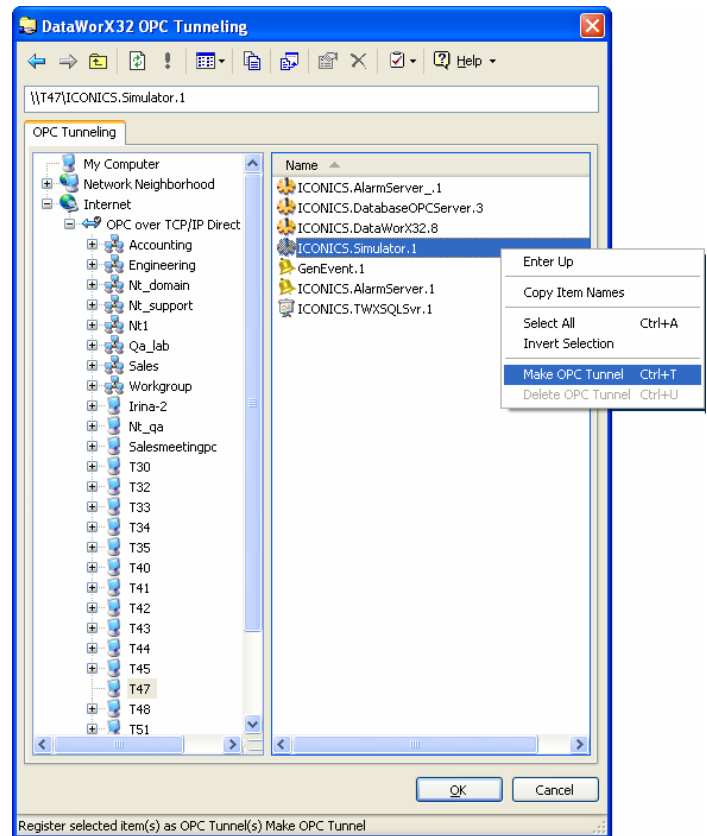 DataWorX32 OPC Tunneling
Help
\\T47\ICONICS.Simulator.1
OPC Tunneling
My Computer
Network Neighborhood
Internet
OPC over TCP/IP Direct
Accounting
Engineering
Nt_domain
Nt_support
Nt1
Qa_lab
Sales
Workgroup
Irina-2
Nt_qa
Salesmeetingpc
T30
T32
T33
T34
T35
T40
T41
T42
T43
T44
T45
T47
T48
T51
Name
ICONICS.AlarmServer_.1
ICONICS.DatabaseOPCServer.3
ICONICS.DataWorX32.8
ICONICS.Simulator.1
GenEvent.1
ICONICS.AlarmServer.1
ICONICS.TWXSQLSvr.1
Enter Up
Copy Item Names
Select All Ctrl+A
Invert Selection
Make OPC Tunnel Ctrl+T
Delete OPC Tunnel Ctrl+U
OK Cancel
Register selected item(s) as OPC Tunnel(s) Make OPC Tunnel